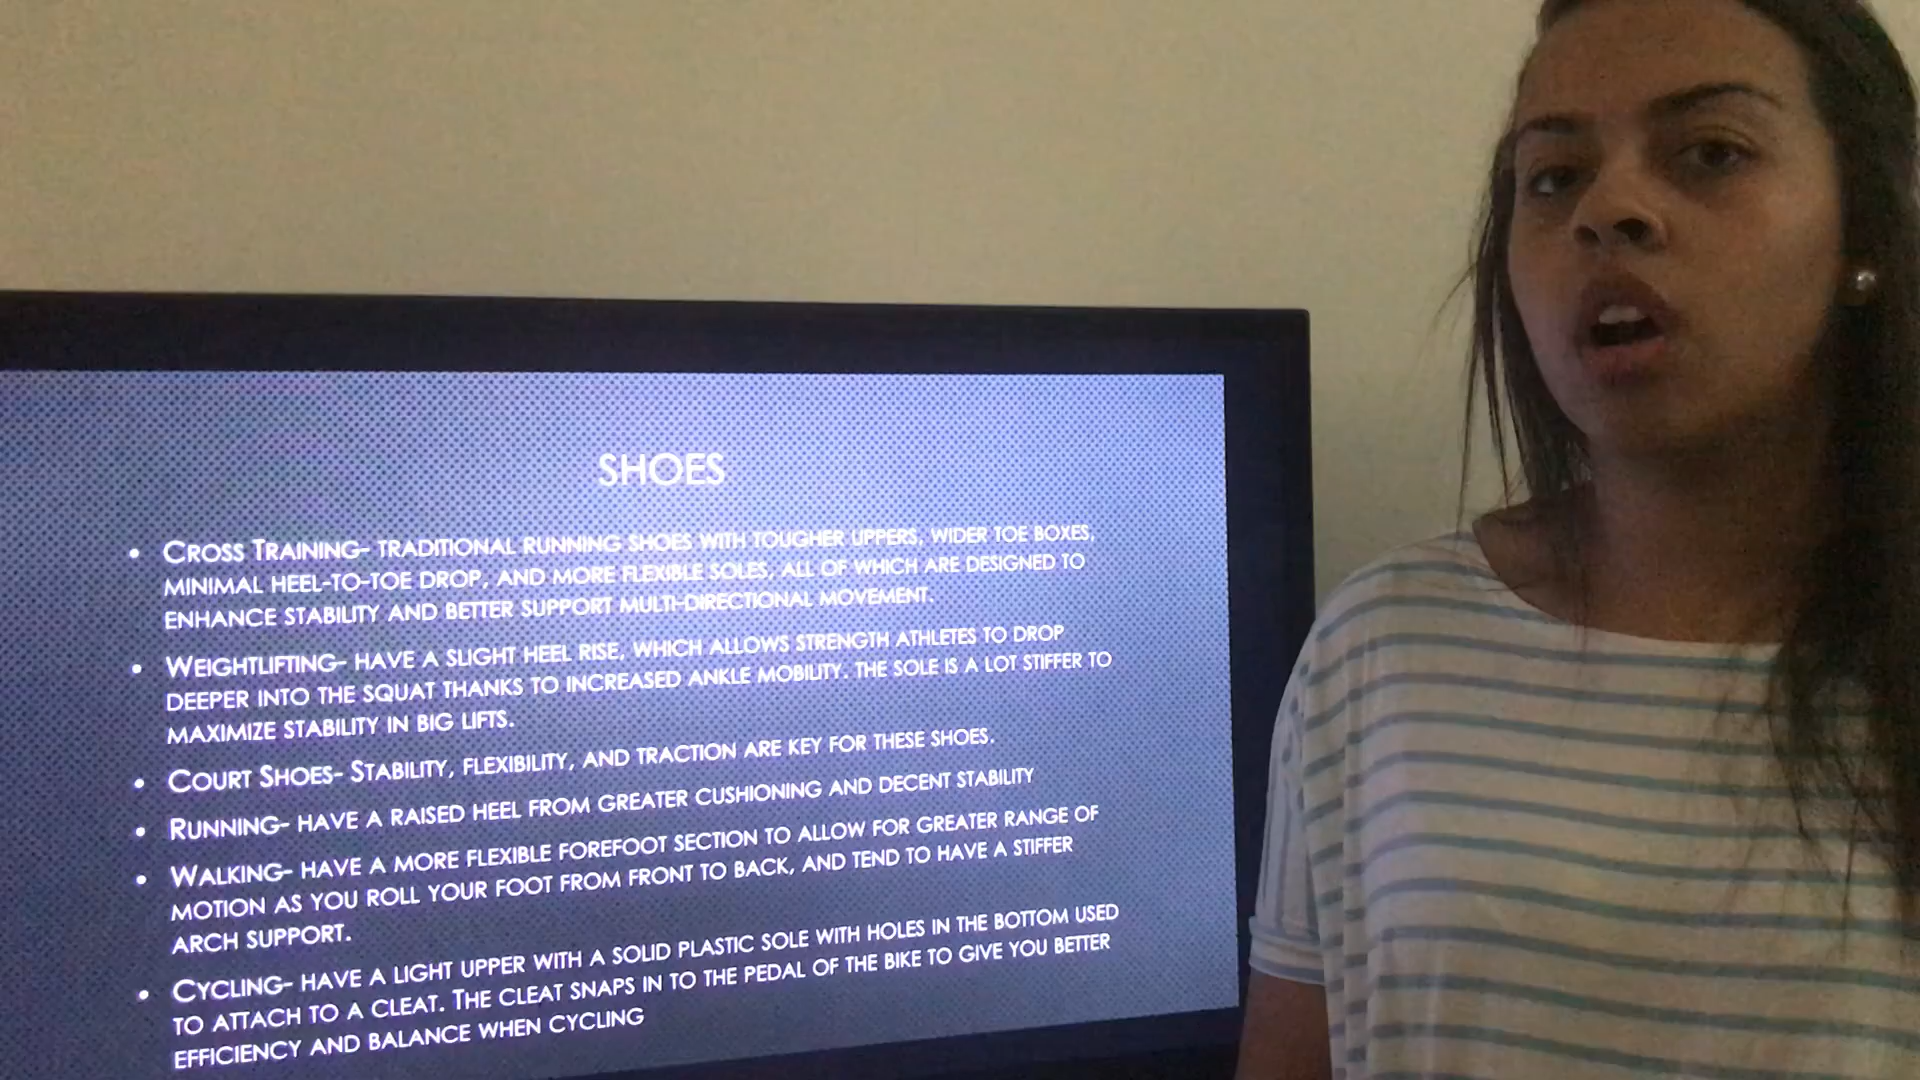 SHOES
• CROSS TRAINING- TRADITIONAL RUNNING SHOES WITH TOUGHER UPPERS, WIDER TOE BOXES,
MINIMAL HEEL-TO-TOE DROP, AND MORE FLEXIBLE SOLES, ALL OF WHICH ARE DESIGNED TO
ENHANCE STABILITY AND BETTER SUPPORT MULTI-DIRECTIONAL MOVEMENT.
• WEIGHTLIFTING- HAVE A SLIGHT HEEL RISE, WHICH ALLOWS STRENGTH ATHLETES TO DROP
DEEPER INTO THE SQUAT THANKS TO INCREASED ANKLE MOBILITY. THE SOLE IS A LOT STIFFER TO
MAXIMIZE STABILITY IN BIG LIFTS.
• COURT SHOES- STABILITY, FLEXIBILITY, AND TRACTION ARE KEY FOR THESE SHOES.
• RUNNING- HAVE A RAISED HEEL FROM GREATER CUSHIONING AND DECENT STABILITY
• WALKING- HAVE A MORE FLEXIBLE FOREFOOT SECTION TO ALLOW FOR GREATER RANGE OF
MOTION AS YOU ROLL YOUR FOOT FROM FRONT TO BACK, AND TEND TO HAVE A STIFFER
ARCH SUPPORT.
• CYCLING- HAVE A LIGHT UPPER WITH A SOLID PLASTIC SOLE WITH HOLES IN THE BOTTOM USED
TO ATTACH TO A CLEAT. THE CLEAT SNAPS IN TO THE PEDAL OF THE BIKE TO GIVE YOU BETTER
EFFICIENCY AND BALANCE WHEN CYCLING